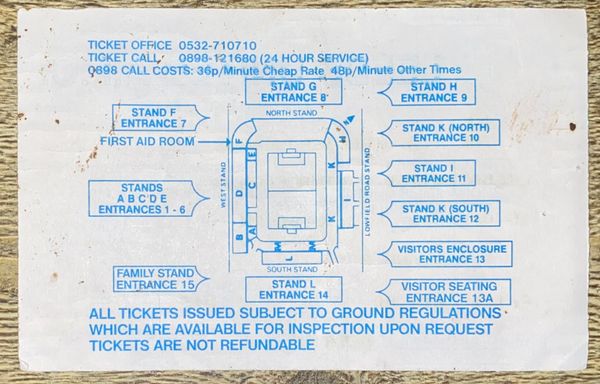 TICKET OFFICE 0532-710710
TICKET CALL 0898-121680 (24 HOUR SERVICE)
0898 CALL COSTS: 36p/Minute Cheap Rate 48p/Minute Other Times
STAND G
ENTRANCE 8
STAND H
ENTRANCE 9
STAND F
ENTRANCE 7
NORTH STAND
STAND K (NORTH)
ENTRANCE 10
FIRST AID ROOM
F
H
E
K
STAND I
ENTRANCE 11
WEST STAND
D
C
I
LOWFIELD ROAD STAND
STANDS
A B C D E
ENTRANCES 1 - 6
K
STAND K (SOUTH)
ENTRANCE 12
B
A
M
M
L
SOUTH STAND
VISITORS ENCLOSURE
ENTRANCE 13
FAMILY STAND
ENTRANCE 15
STAND L
ENTRANCE 14
VISITOR SEATING
ENTRANCE 13A
ALL TICKETS ISSUED SUBJECT TO GROUND REGULATIONS
WHICH ARE AVAILABLE FOR INSPECTION UPON REQUEST
TICKETS ARE NOT REFUNDABLE